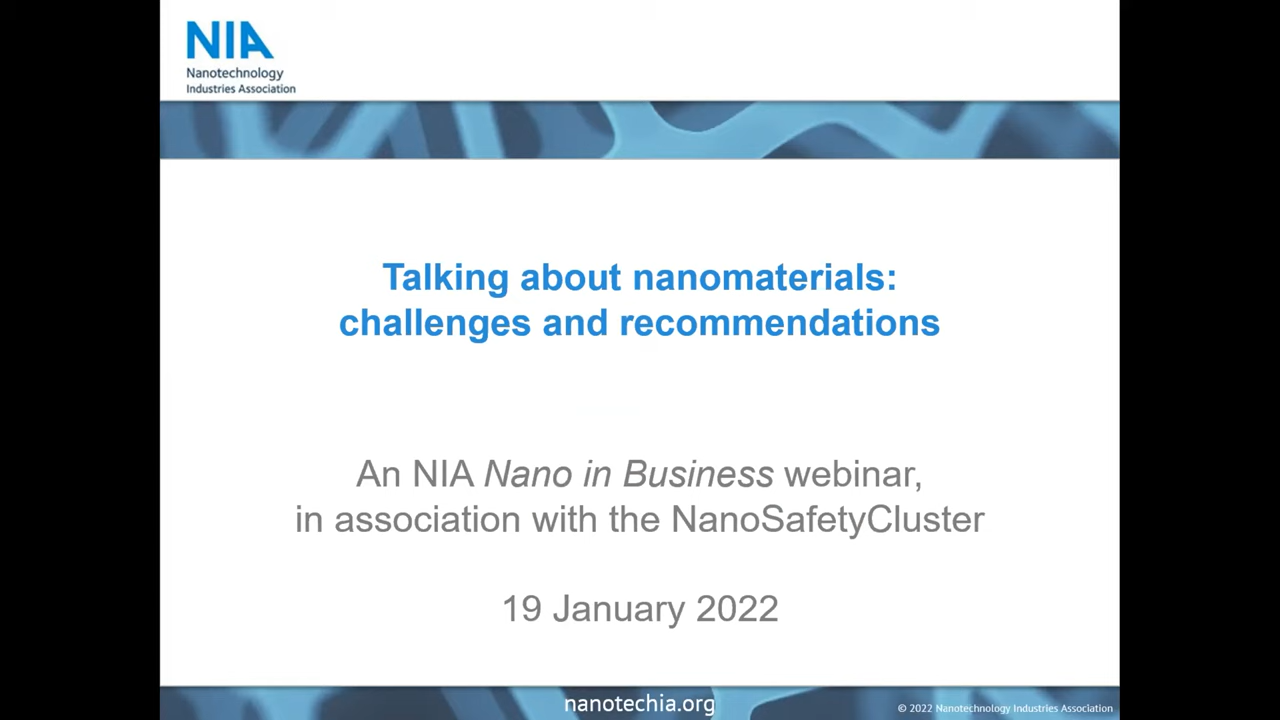 NIA
Nanotechnology
Industries Association
Talking about nanomaterials:
challenges and recommendations
An NIA Nano in Business webinar,
in association with the NanoSafetyCluster
19 January 2022
nanotechia.org
© 2022 Nanotechnology Industries Association